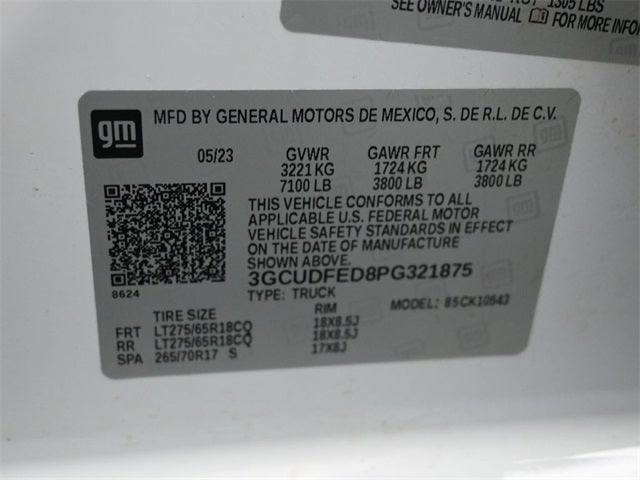 1305 LBS
SEE OWNER'S MANUAL FOR MORE INFO
gm
MFD BY GENERAL MOTORS DE MEXICO, S. DE R.L. DE C.V.
05/23 GVWR GAWR FRT GAWR RR
3221 KG 1724 KG 1724 KG
7100 LB 3800 LB 3800 LB
THIS VEHICLE CONFORMS TO ALL
APPLICABLE U.S. FEDERAL MOTOR
VEHICLE SAFETY STANDARDS IN EFFECT
ON THE DATE OF MANUFACTURE
SHOWN ABOVE.
3GCUDFED8PG321875
8624
TYPE: TRUCK MODEL: 85CK10543
TIRE SIZE RIM
FRT LT275/65R18CQ 18X8.5J
RR LT275/65R18CQ 18X8.5J
SPA 265/70R17 S 17X8J